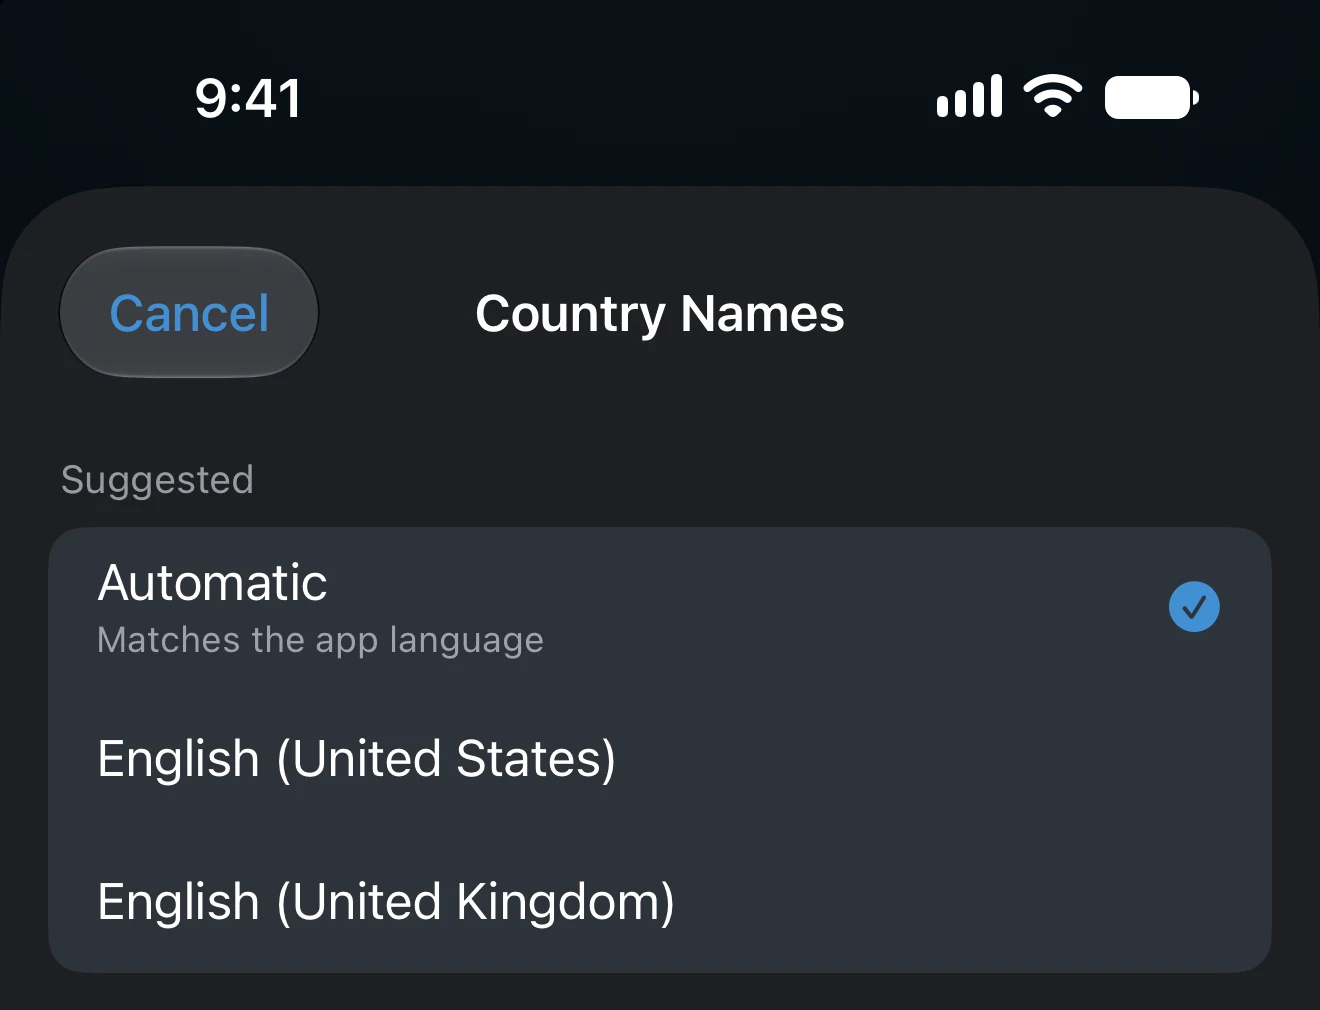 9:41
Cancel
Country Names
Suggested
Automatic
Matches the app language
English (United States)
English (United Kingdom)